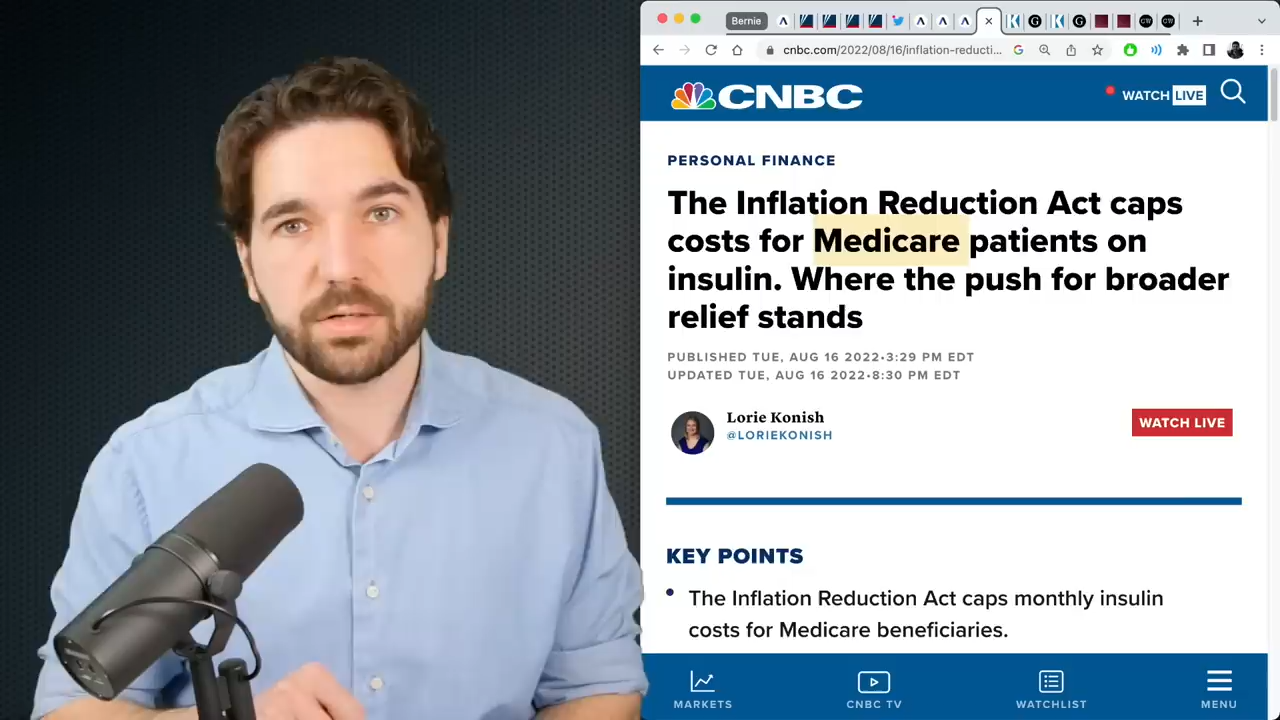 Bernie
cnbc.com/2022/08/16/inflation-reducti...
CNBC
WATCH LIVE
PERSONAL FINANCE
The Inflation Reduction Act caps
costs for Medicare patients on
insulin. Where the push for broader
relief stands
PUBLISHED TUE, AUG 16 2022•3:29 PM EDT
UPDATED TUE, AUG 16 2022•8:30 PM EDT
Lorie Konish
@LORIEKONISH
WATCH LIVE
KEY POINTS
• The Inflation Reduction Act caps monthly insulin
costs for Medicare beneficiaries.
MARKETS
CNBC TV
WATCHLIST
MENU